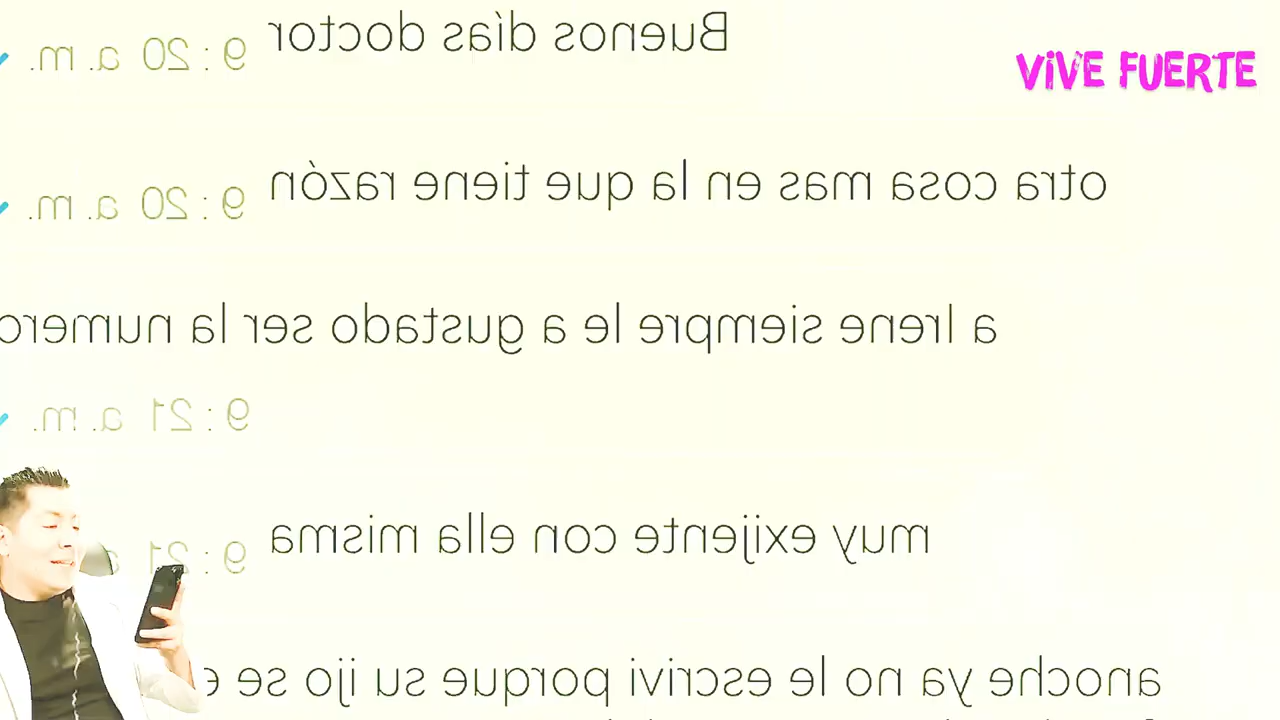 Buenos días doctor 9:20 a.m.
VIVE FUERTE
otra cosa mas en la que tiene razón 9:20 a.m.
a Irene siempre le a gustado ser la numero
9:21 a.m.
muy exijente con ella misma 9:21 a
anoche ya no le escrivi porque su ijo se